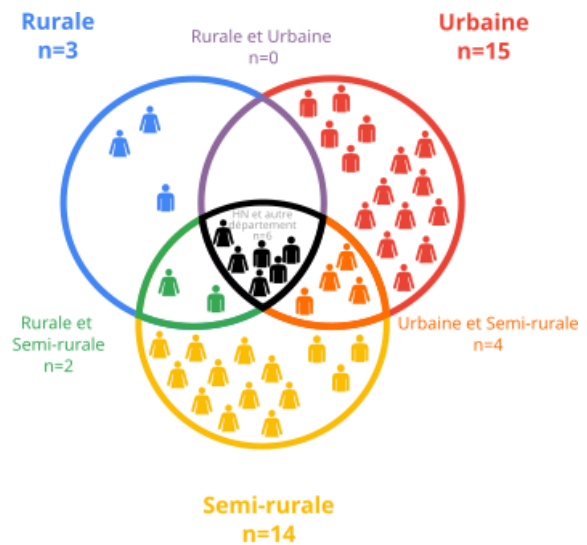 Rurale
n=3
Rurale et Urbaine
n=0
Urbaine
n=15
HN et autre
département
n=6
Rurale et
Semi-rurale
n=2
Urbaine et Semi-rurale
n=4
Semi-rurale
n=14